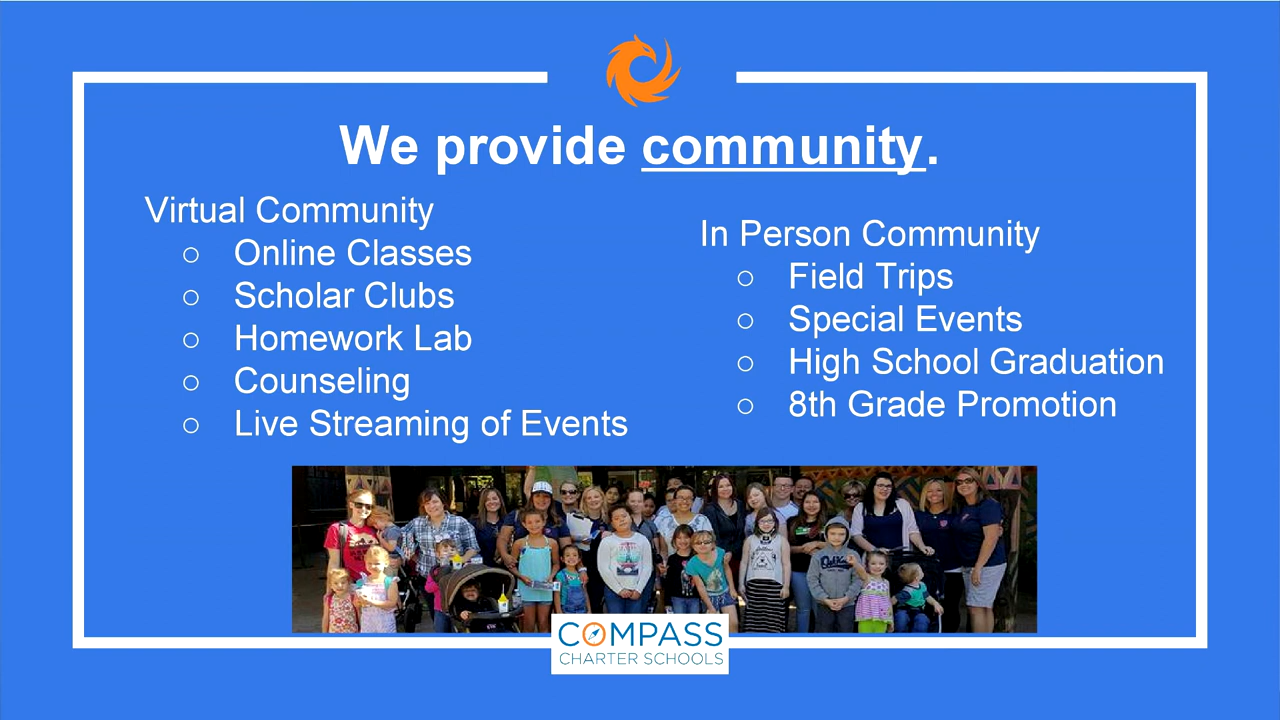 We provide community.
Virtual Community
○ Online Classes
○ Scholar Clubs
○ Homework Lab
○ Counseling
○ Live Streaming of Events
In Person Community
○ Field Trips
○ Special Events
○ High School Graduation
○ 8th Grade Promotion
COMPASS
CHARTER SCHOOLS